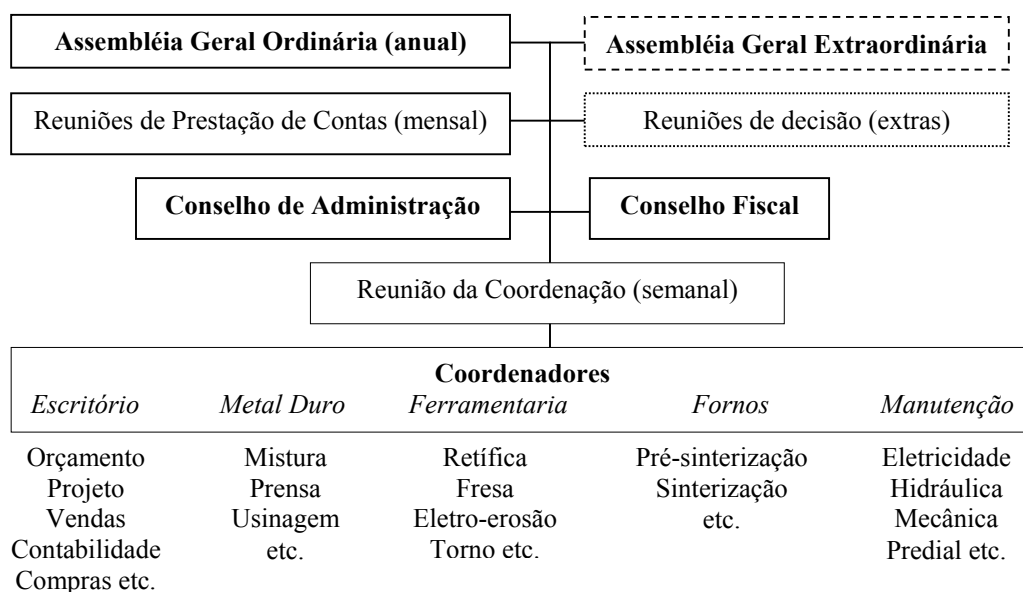 Assembléia Geral Ordinária (anual)
Assembléia Geral Extraordinária
Reuniões de Prestação de Contas (mensal)
Reuniões de decisão (extras)
Conselho de Administração
Conselho Fiscal
Reunião da Coordenação (semanal)
Coordenadores
Escritório
Metal Duro
Ferramentaria
Fornos
Manutenção
Orçamento
Projeto
Vendas
Contabilidade
Compras etc.
Mistura
Prensa
Usinagem
etc.
Retífica
Fresa
Eletro-erosão
Torno etc.
Pré-sinterização
Sinterização
etc.
Eletricidade
Hidráulica
Mecânica
Predial etc.